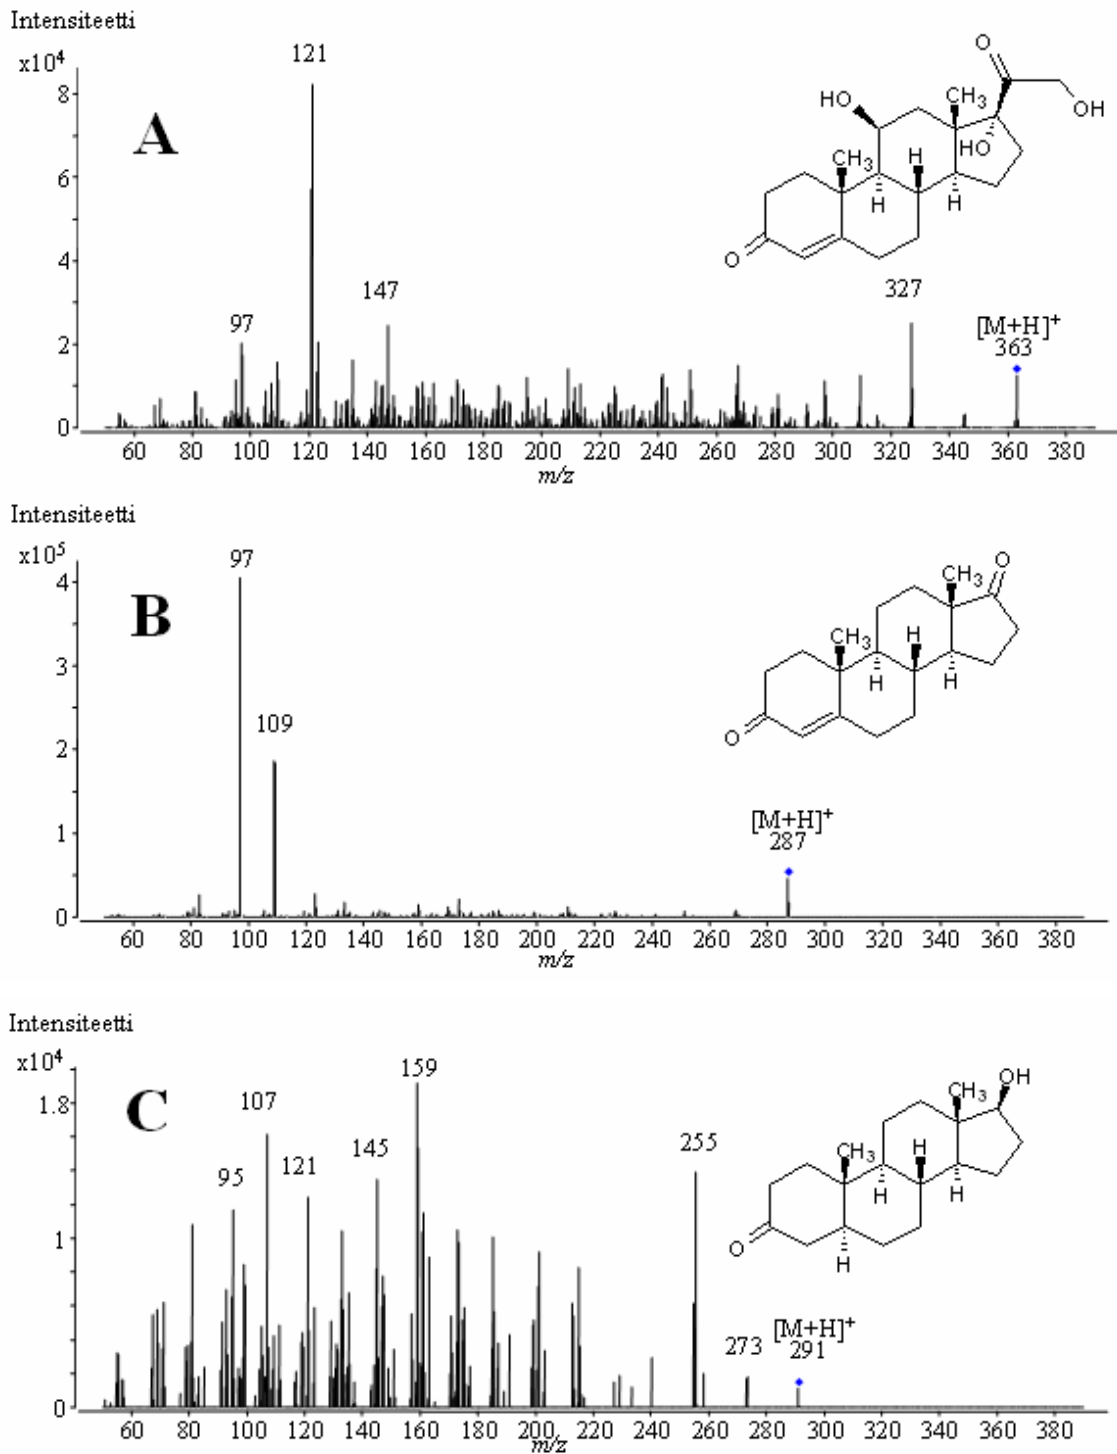 Intensiteetti
x10⁴
121
A
8
6
4
2
0
97
147
327
[M+H]⁺
363
O
OH
HO
CH₃
HO
CH₃
H
H
H
O
60 80 100 120 140 160 180 200 220 240 260 280 300 320 340 360 380
m/z
Intensiteetti
x10⁵
97
B
4
3
2
1
0
109
[M+H]⁺
287
O
CH₃
CH₃
H
H
H
O
60 80 100 120 140 160 180 200 220 240 260 280 300 320 340 360 380
m/z
Intensiteetti
x10⁴
159
C
1.8
1
0
107
95
121
145
255
273
[M+H]⁺
291
OH
CH₃
CH₃
H
H
H
O
H
60 80 100 120 140 160 180 200 220 240 260 280 300 320 340 360 380
m/z